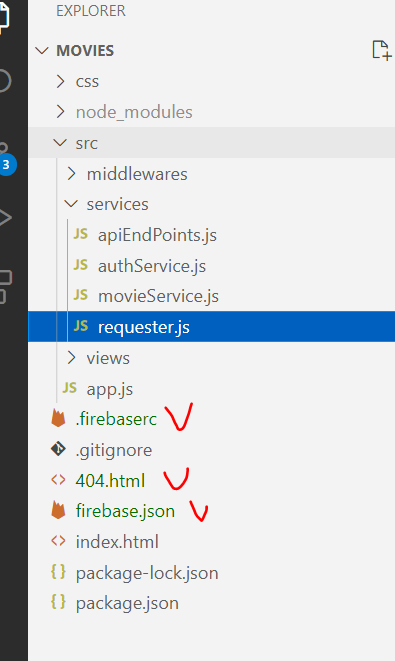 EXPLORER
MOVIES
css
node_modules
src
middlewares
services
JS apiEndPoints.js
JS authService.js
JS movieService.js
3
JS requester.js
views
JS app.js
.firebaserc
.gitignore
<> 404.html
firebase.json
<> index.html
{} package-lock.json
{} package.json